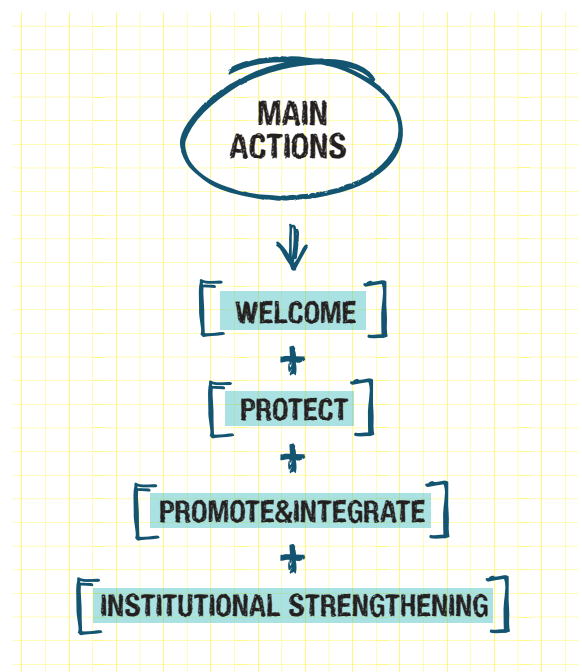 MAIN
ACTIONS
WELCOME
+
PROTECT
+
PROMOTE&INTEGRATE
+
INSTITUTIONAL STRENGTHENING